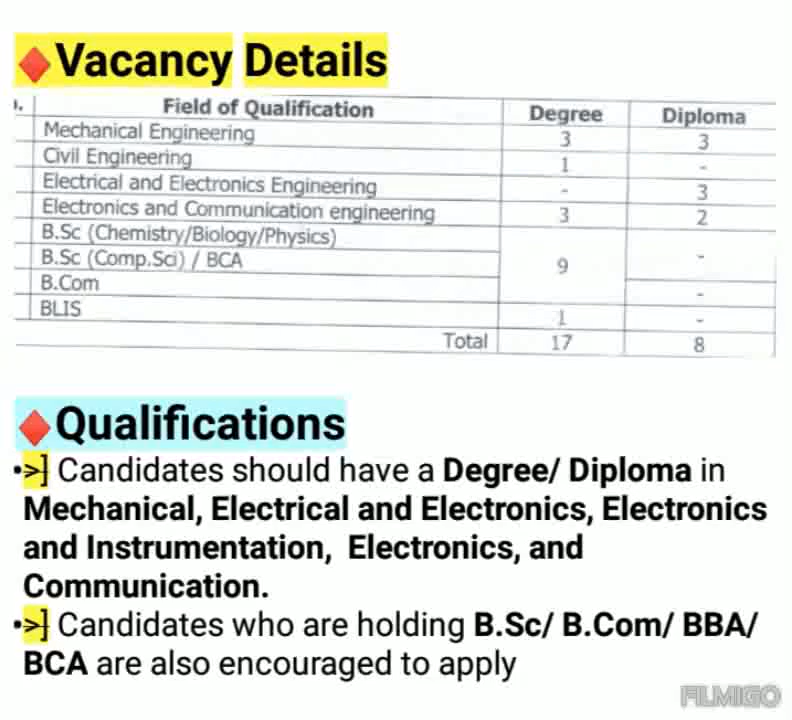 ♦Vacancy Details
Field of Qualification Degree Diploma
Mechanical Engineering 3 3
Civil Engineering 1 -
Electrical and Electronics Engineering - 3
Electronics and Communication engineering 3 2
B.Sc (Chemistry/Biology/Physics)
B.Sc (Comp.Sci) / BCA 9 -
B.Com -
BLIS 1 -
Total 17 8
♦Qualifications
•>] Candidates should have a Degree/ Diploma in
Mechanical, Electrical and Electronics, Electronics
and Instrumentation, Electronics, and
Communication.
•>] Candidates who are holding B.Sc/ B.Com/ BBA/
BCA are also encouraged to apply
FILMIGO